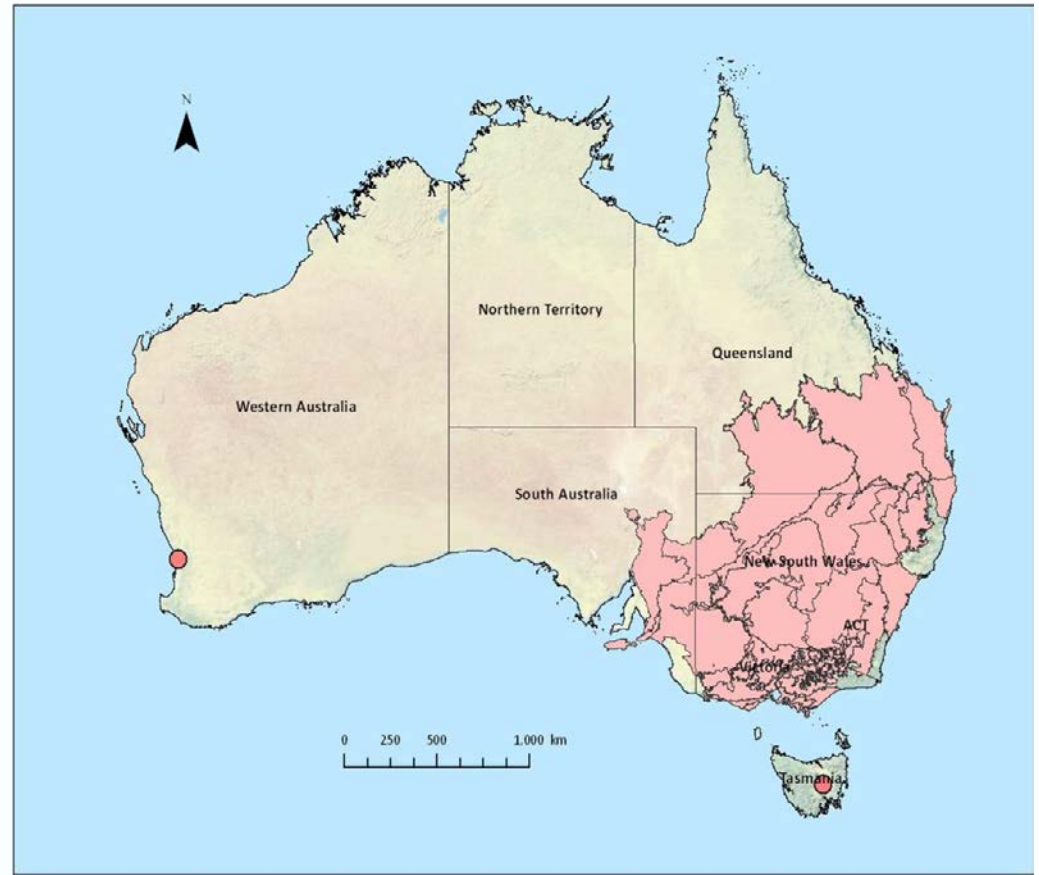 N
Northern Territory
Queensland
Western Australia
South Australia
New South Wales
ACT
Victoria
0 250 500 1.000 km
Tasmania